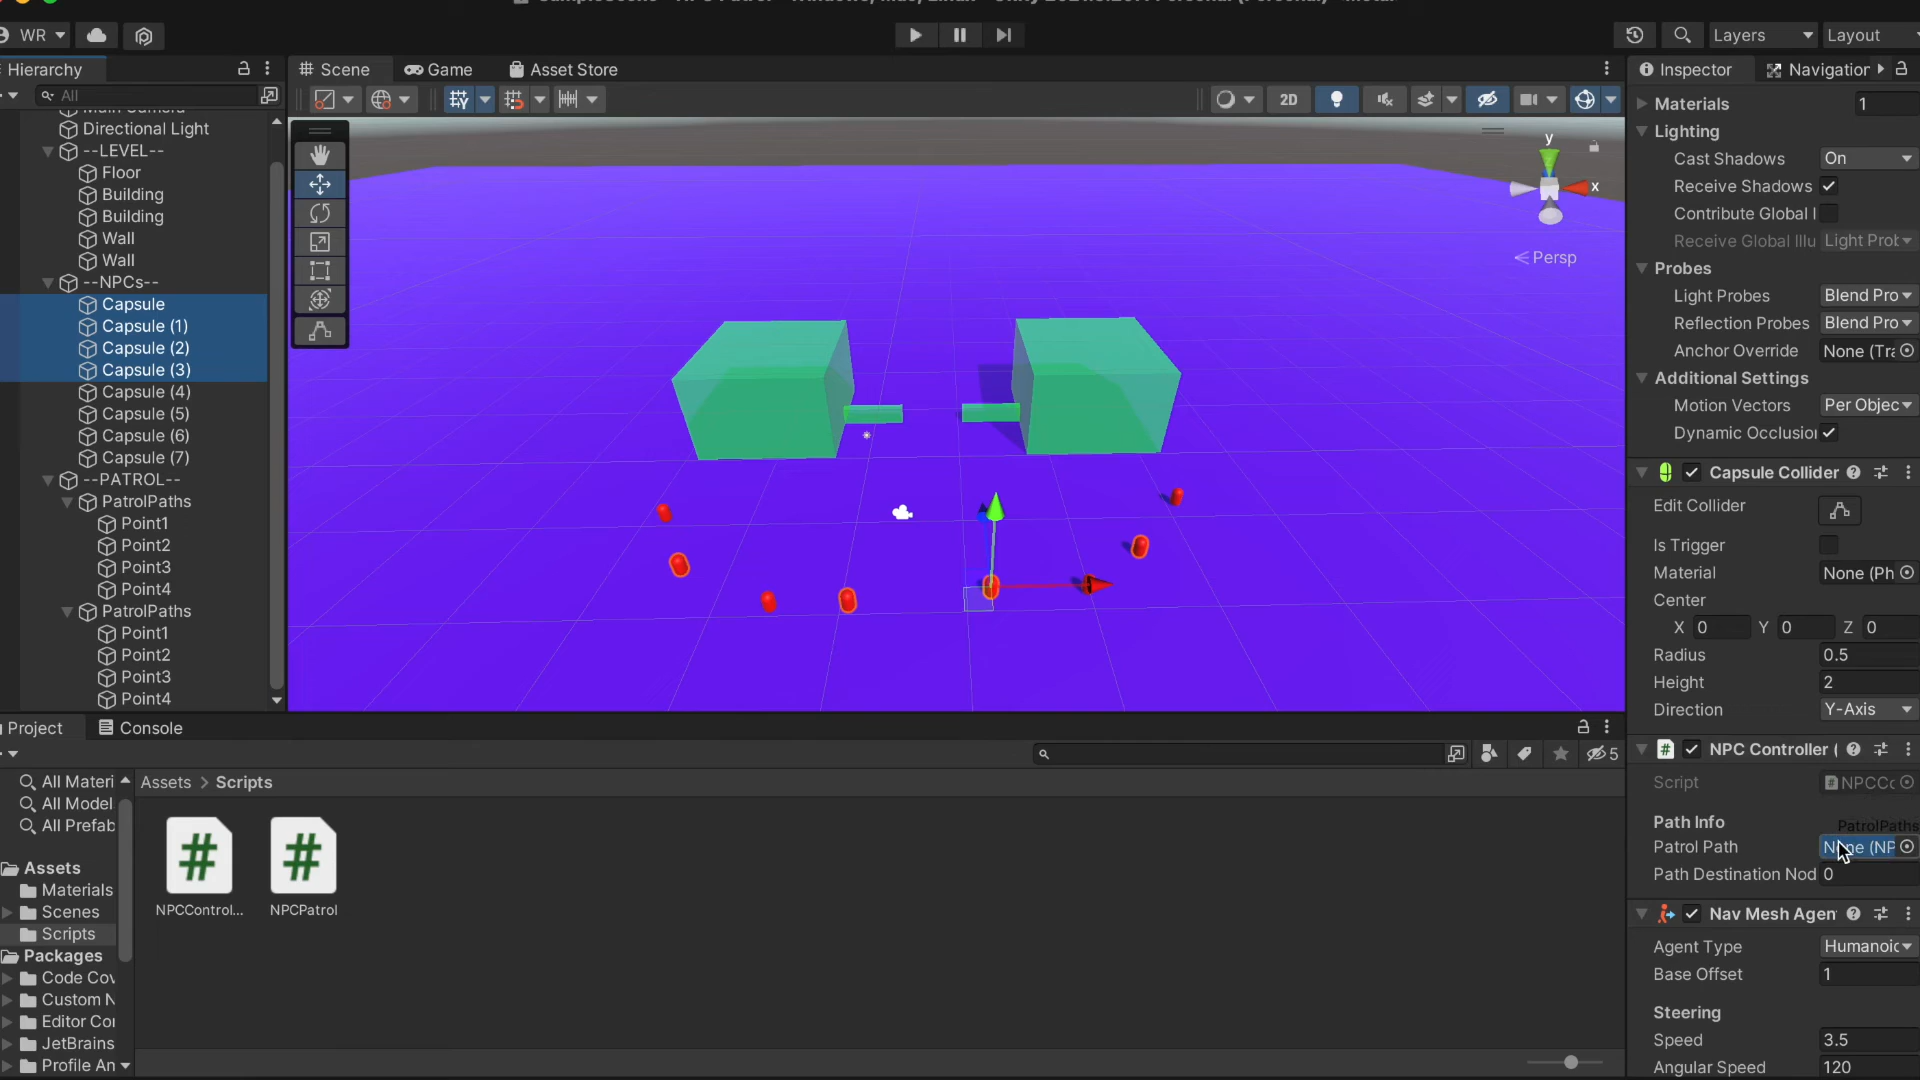 WR
Layers
Layout
Hierarchy
Scene
Game
Asset Store
Inspector
Navigation
All
2D
Main Camera
Directional Light
--LEVEL--
Floor
Building
Building
Wall
Wall
--NPCs--
Capsule
Capsule (1)
Capsule (2)
Capsule (3)
Capsule (4)
Capsule (5)
Capsule (6)
Capsule (7)
--PATROL--
PatrolPaths
Point1
Point2
Point3
Point4
PatrolPaths
Point1
Point2
Point3
Point4
y
x
Persp
Materials 1
Lighting
Cast Shadows On
Receive Shadows
Contribute Global I
Receive Global Illu Light Prob
Probes
Light Probes Blend Pro
Reflection Probes Blend Pro
Anchor Override None (Tra
Additional Settings
Motion Vectors Per Objec
Dynamic Occlusion
Capsule Collider
Edit Collider
Is Trigger
Material None (Ph
Center
X 0 Y 0 Z 0
Radius 0.5
Height 2
Direction Y-Axis
NPC Controller (
Script NPCCo
Path Info
PatrolPaths
Patrol Path (NP
Path Destination Nod 0
Nav Mesh Agen
Agent Type Humanoid
Base Offset 1
Steering
Speed 3.5
Angular Speed 120
Project
Console
5
All Materi
All Model
All Prefab
Assets
Materials
Scenes
Scripts
Packages
Code Cov
Custom N
Editor Cor
JetBrains
Profile An
Assets > Scripts
NPCControl...
NPCPatrol